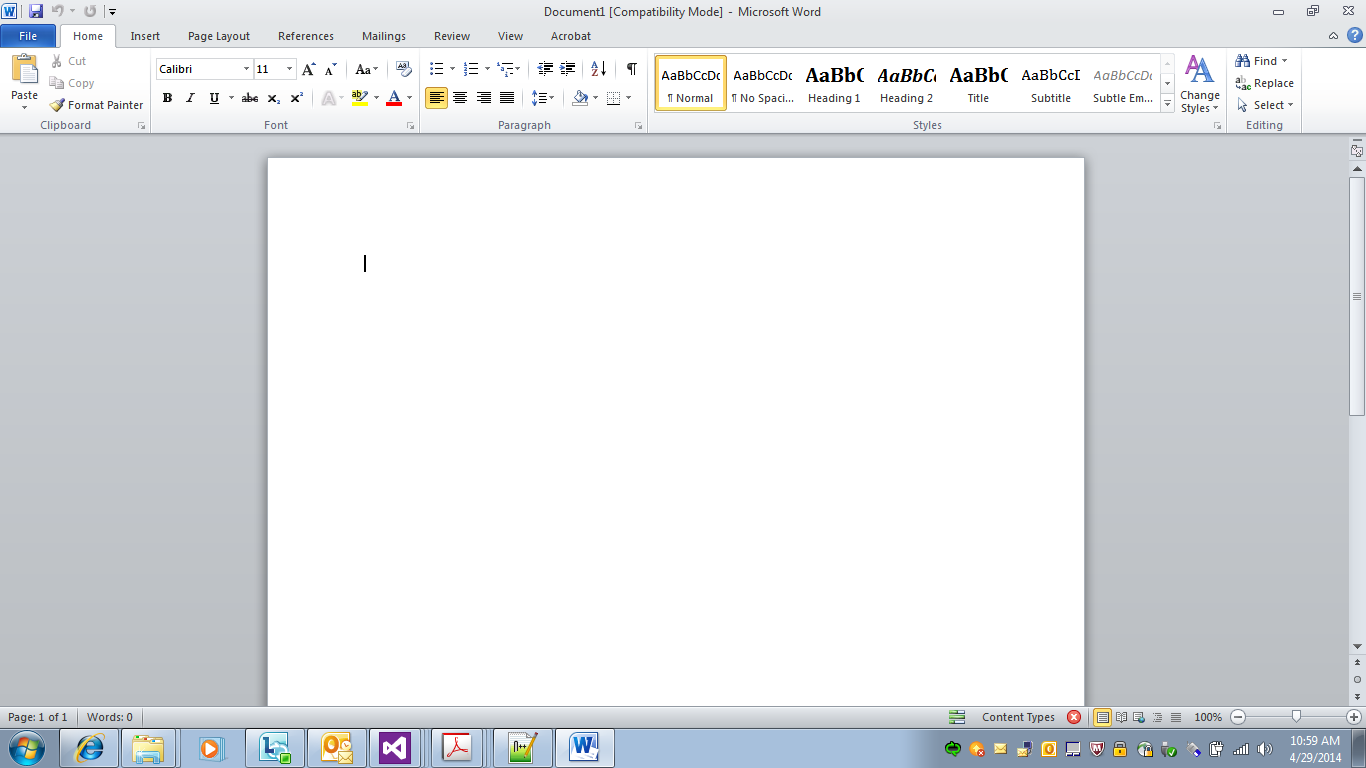 Document1 [Compatibility Mode] - Microsoft Word
File Home Insert Page Layout References Mailings Review View Acrobat
Paste
Cut
Copy
Format Painter
Clipboard
Calibri 11
Font
Paragraph
AaBbCcDc AaBbCcDc AaBbC AaBbCc AaBbC AaBbCcI AaBbCcDc
¶ Normal ¶ No Spaci... Heading 1 Heading 2 Title Subtitle Subtle Em...
Styles
Change
Styles
Find
Replace
Select
Editing
Page: 1 of 1 Words: 0 Content Types 100%
10:59 AM
4/29/2014